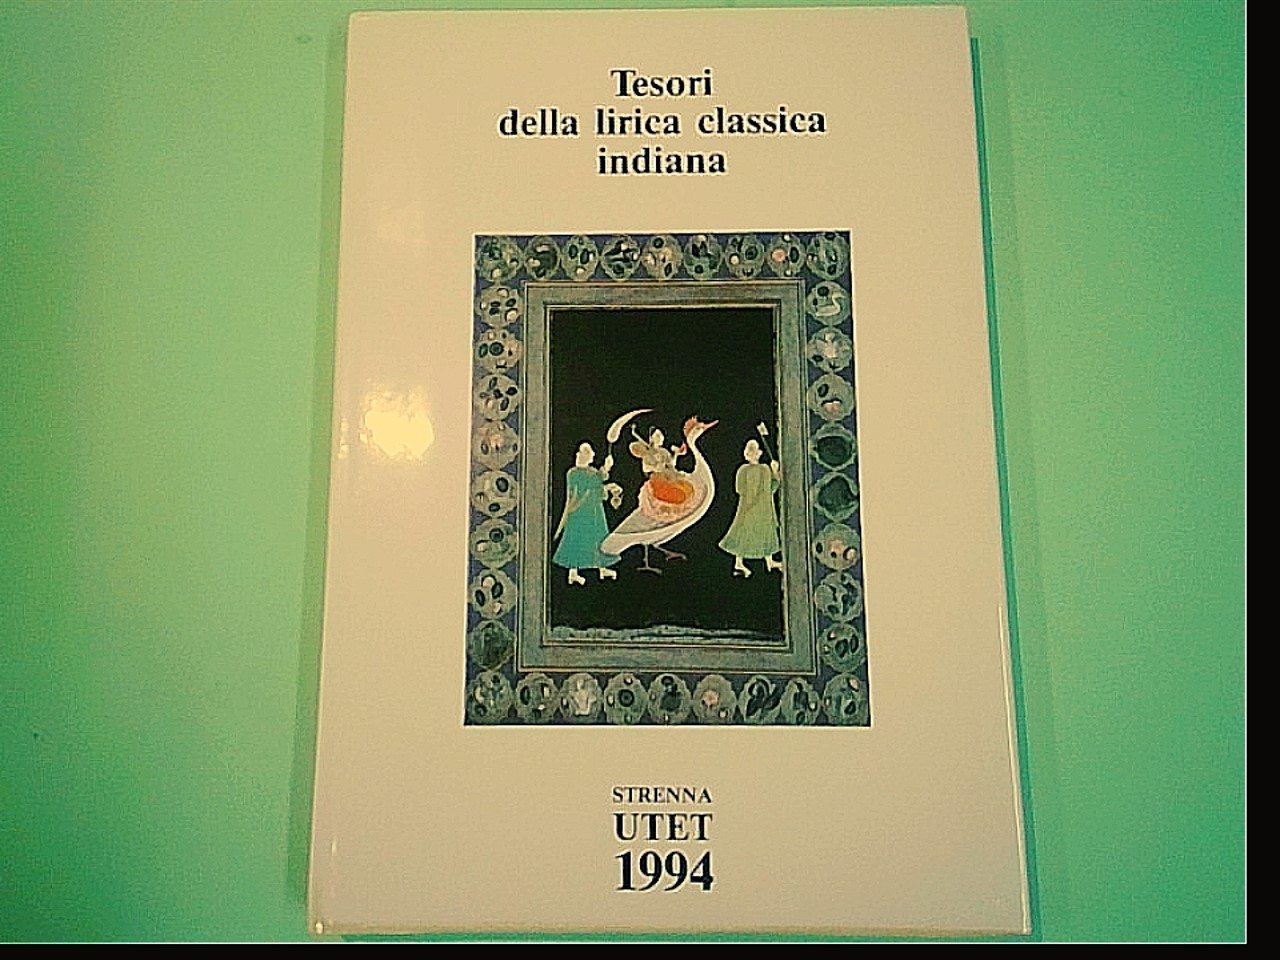 Tesori
della lirica classica
indiana
STRENNA
UTET
1994